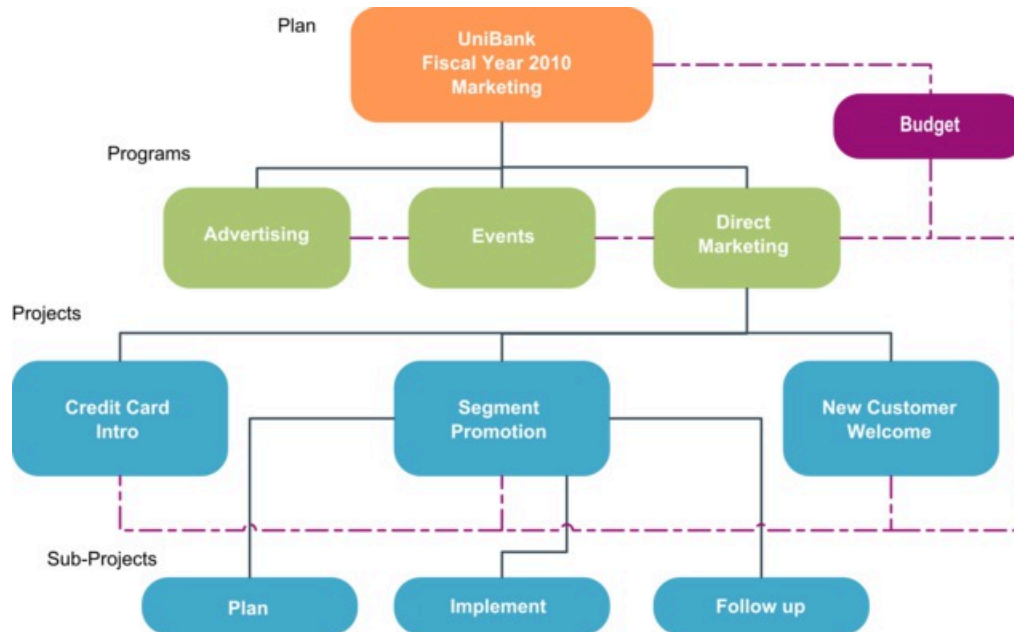 Plan
UniBank
Fiscal Year 2010
Marketing
Budget
Programs
Advertising
Events
Direct
Marketing
Projects
Credit Card
Intro
Segment
Promotion
New Customer
Welcome
Sub-Projects
Plan
Implement
Follow up